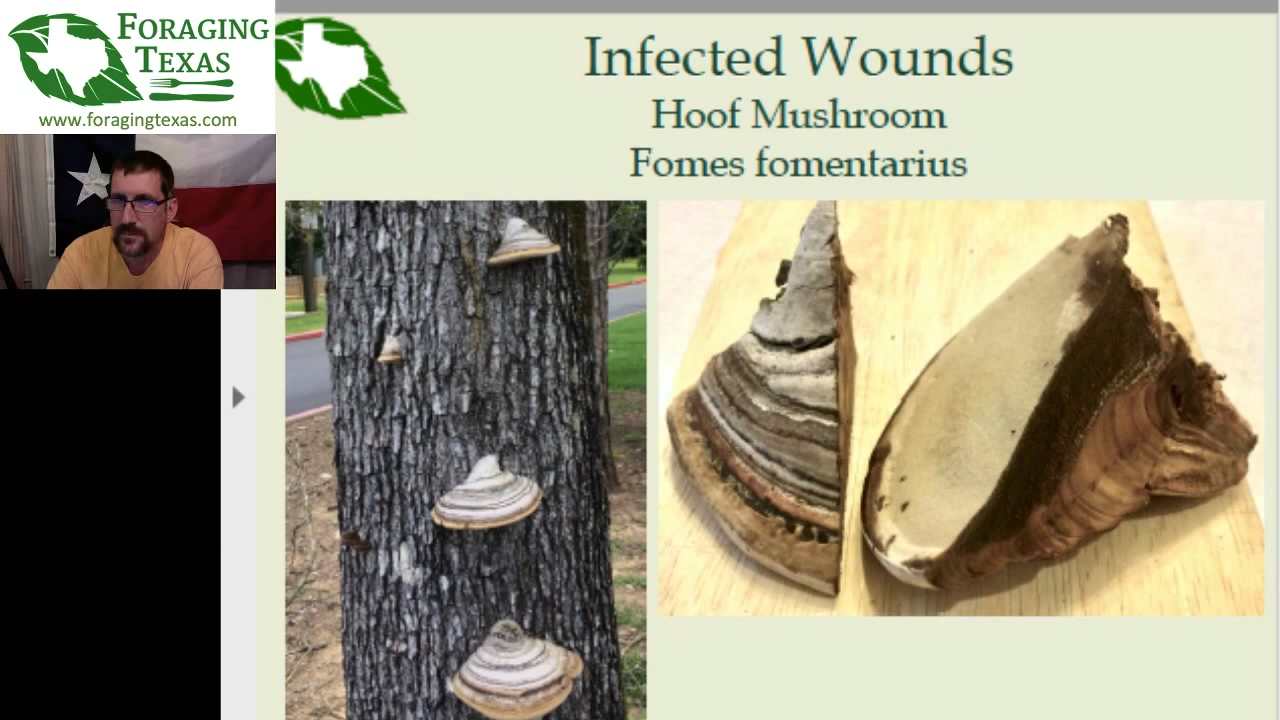 FORAGING
TEXAS
www.foragingtexas.com
Infected Wounds
Hoof Mushroom
Fomes fomentarius